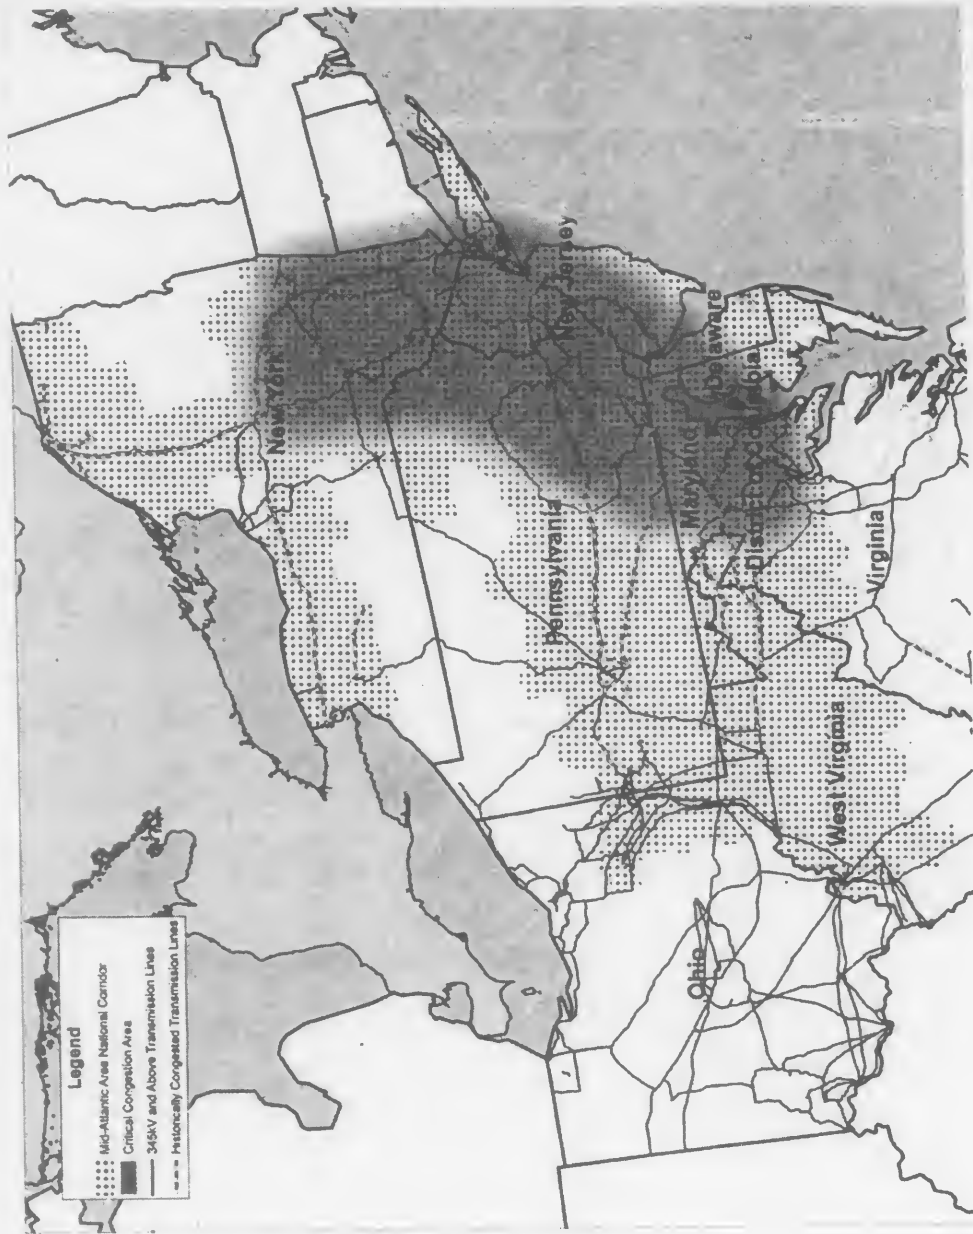 Legend
Mid-Atlantic Area National Corridor
Critical Congestion Area
345kV and Above Transmission Lines
Historically Congested Transmission Lines
New York
Pennsylvania
New Jersey
Ohio
West Virginia
Virginia
Maryland
Delaware